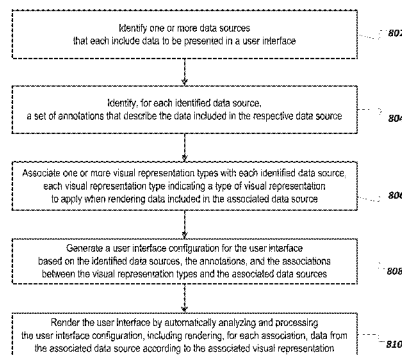 Identify one or more data sources
that each include data to be presented in a user interface
802
Identify, for each identified data source,
a set of annotations that describe the data included in the respective data source
804
Associate one or more visual representation types with each identified data source,
each visual representation type indicating a type of visual representation
to apply when rendering data included in the associated data source
806
Generate a user interface configuration for the user interface
based on the identified data sources, the annotations, and the associations
between the visual representation types and the associated data sources
808
Render the user interface by automatically analyzing and processing
the user interface configuration, including rendering, for each association, data from
the associated data source according to the associated visual representation
810